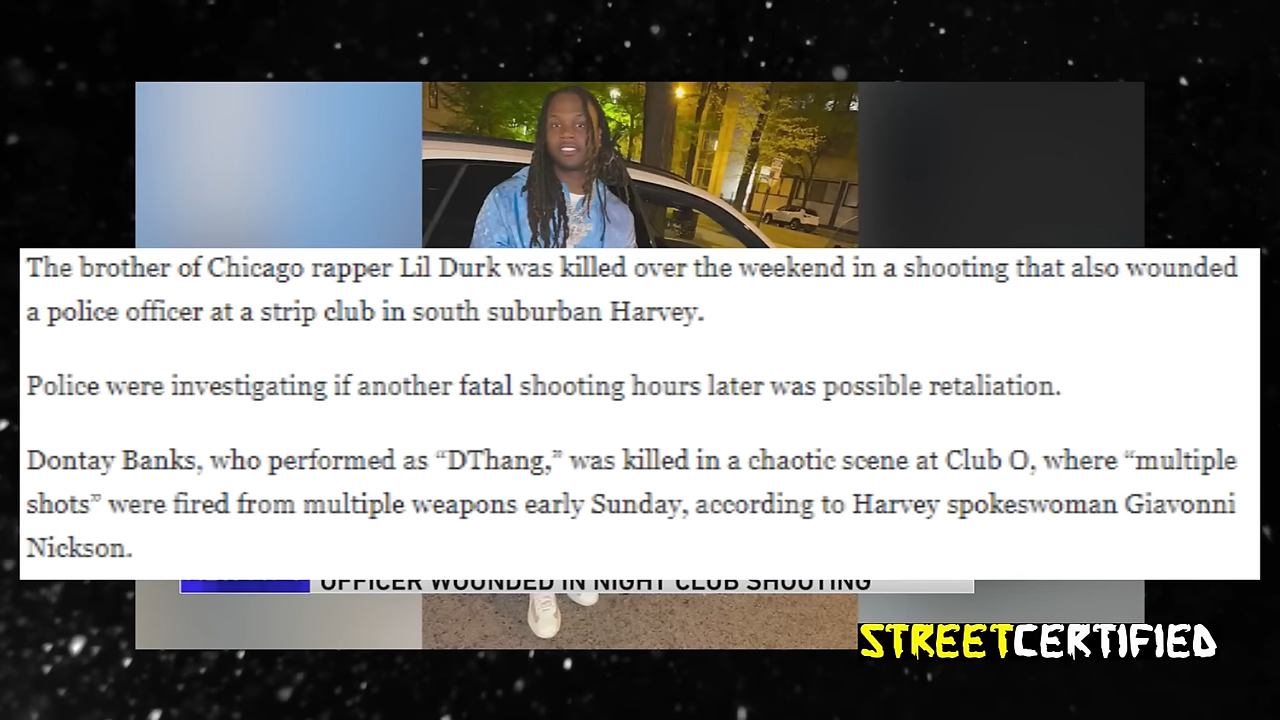 The brother of Chicago rapper Lil Durk was killed over the weekend in a shooting that also wounded
a police officer at a strip club in south suburban Harvey.
Police were investigating if another fatal shooting hours later was possible retaliation.
Dontay Banks, who performed as “DThang,” was killed in a chaotic scene at Club O, where “multiple
shots” were fired from multiple weapons early Sunday, according to Harvey spokeswoman Giavonni
Nickson.
OFFICER WOUNDED IN NIGHT CLUB SHOOTING
STREETCERTIFIED